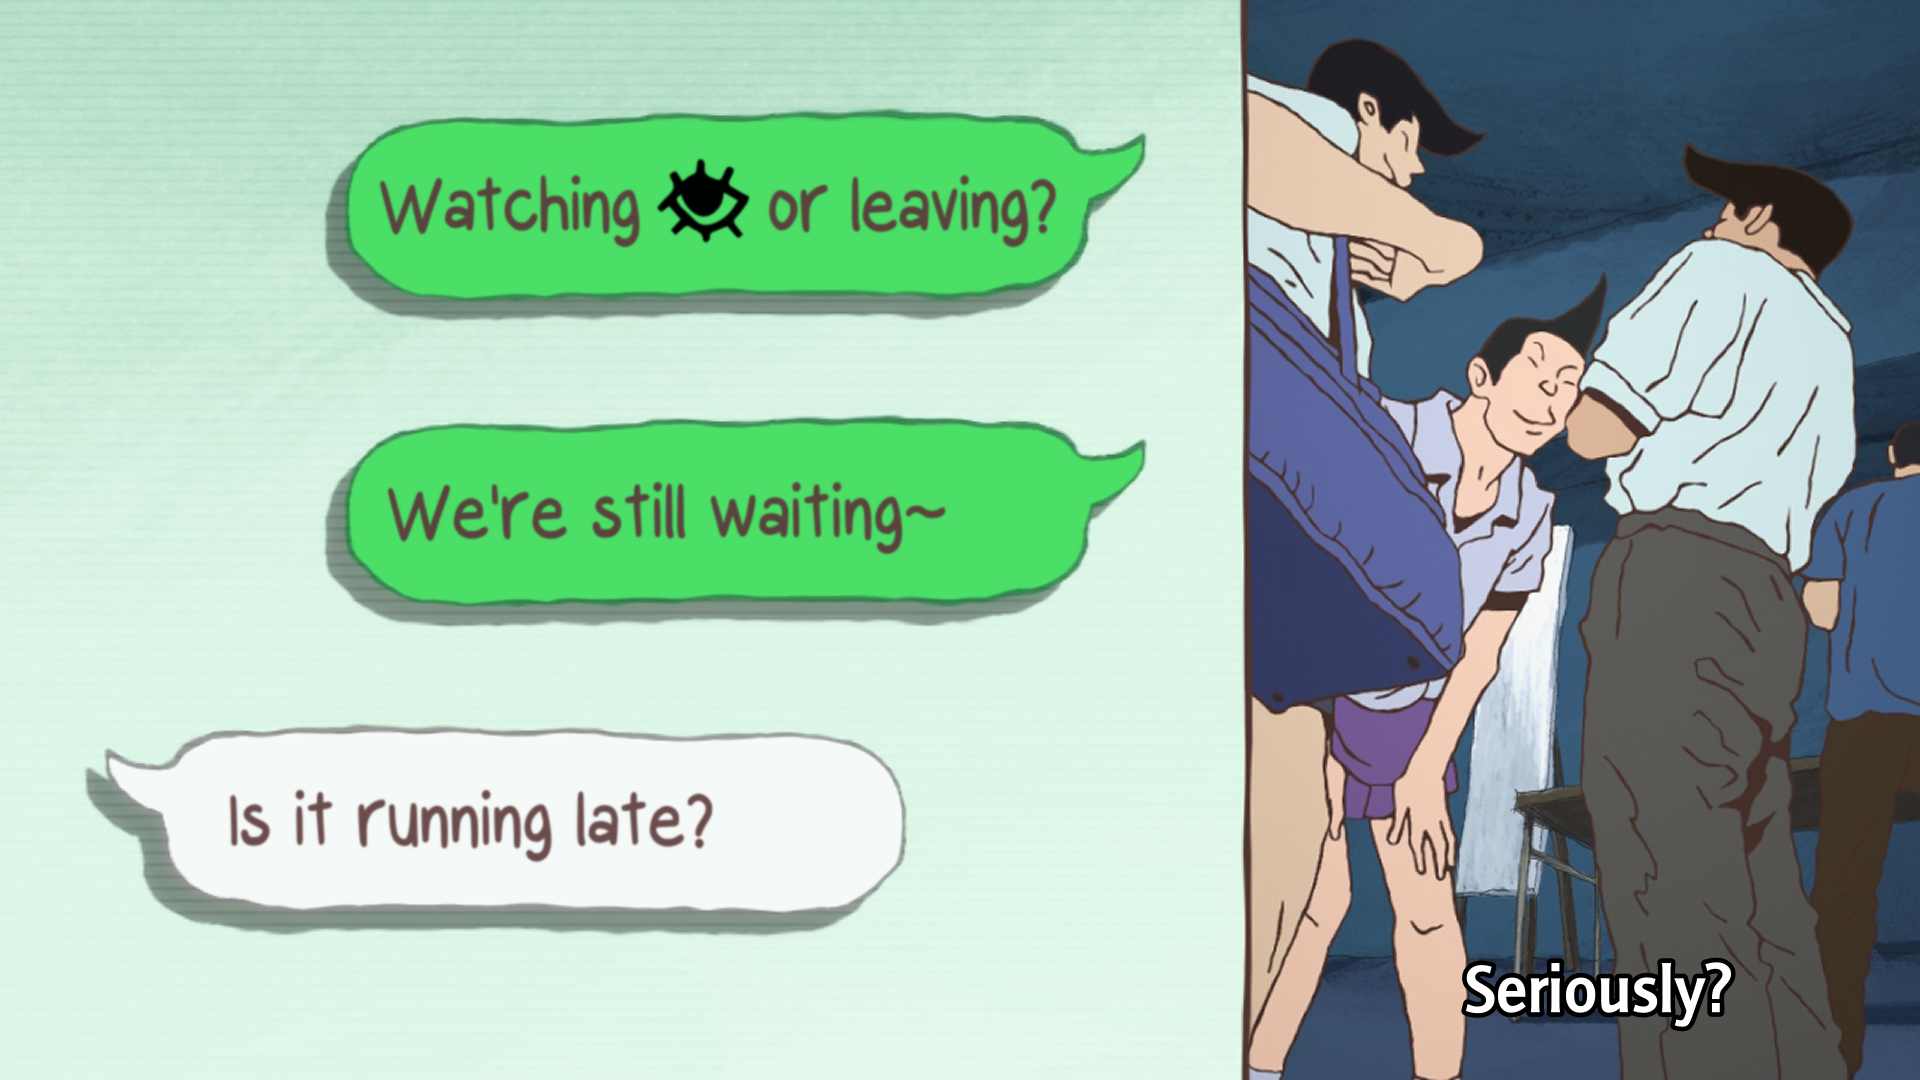 Watching 👁 or leaving?
We're still waiting~
Is it running late?
Seriously?